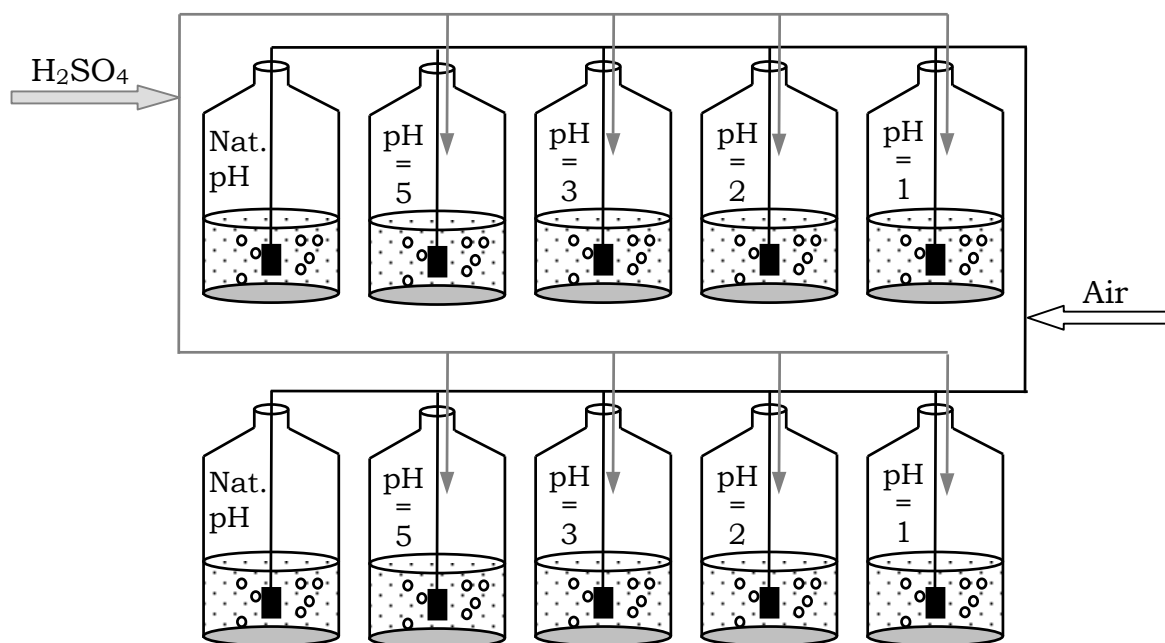 H₂SO₄
Nat.
pH
pH
=
5
pH
=
3
pH
=
2
pH
=
1
Air
Nat.
pH
pH
=
5
pH
=
3
pH
=
2
pH
=
1